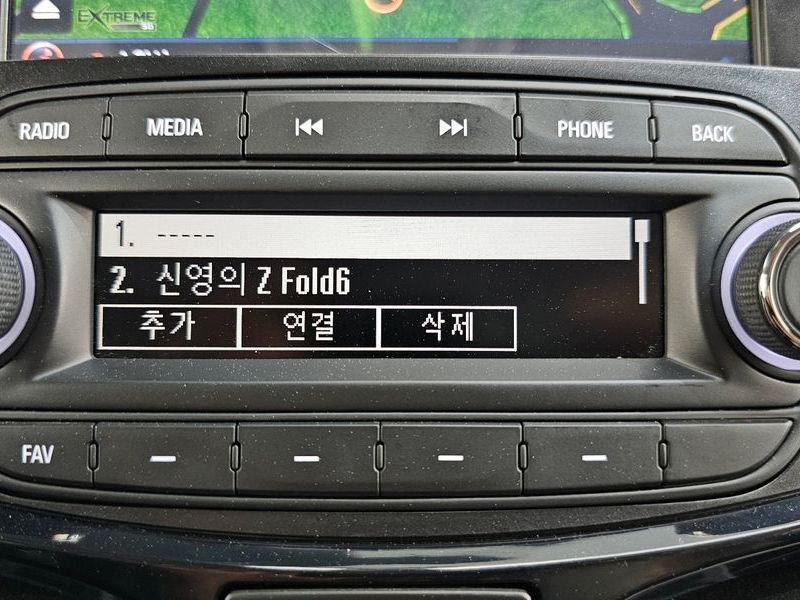 EXTREME
RADIO
MEDIA
PHONE
BACK
1. -----
2. 신영의 Z Fold6
추가
연결
삭제
FAV